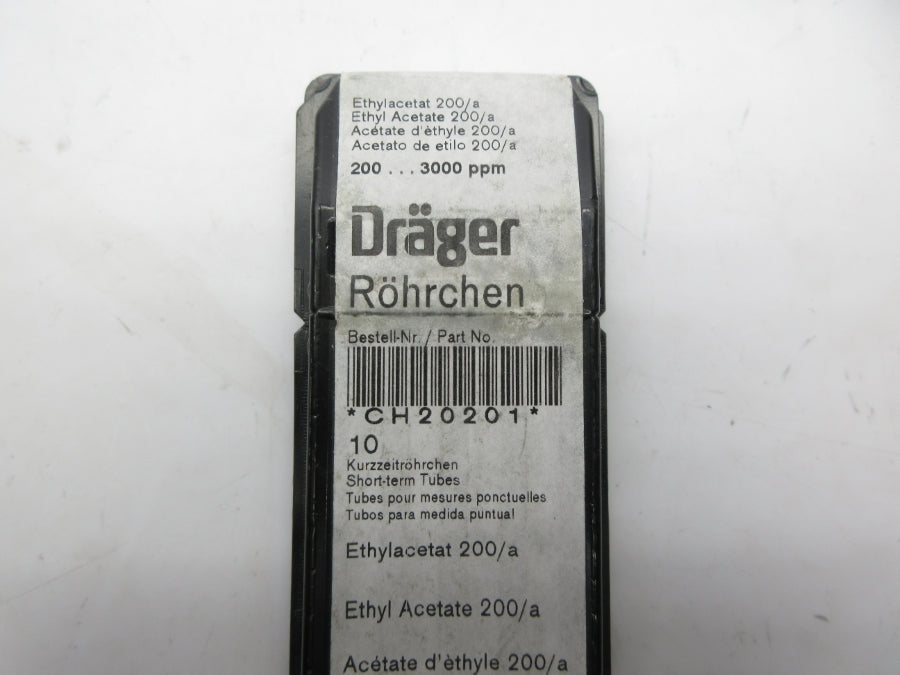 Ethylacetat 200/a
Ethyl Acetate 200/a
Acétate d'èthyle 200/a
Acetato de etilo 200/a
200 ... 3000 ppm
Dräger
Röhrchen
Bestell-Nr. / Part No.
*CH20201*
10
Kurzzeitröhrchen
Short-term Tubes
Tubes pour mesures ponctuelles
Tubos para medida puntual
Ethylacetat 200/a
Ethyl Acetate 200/a
Acétate d'èthyle 200/a